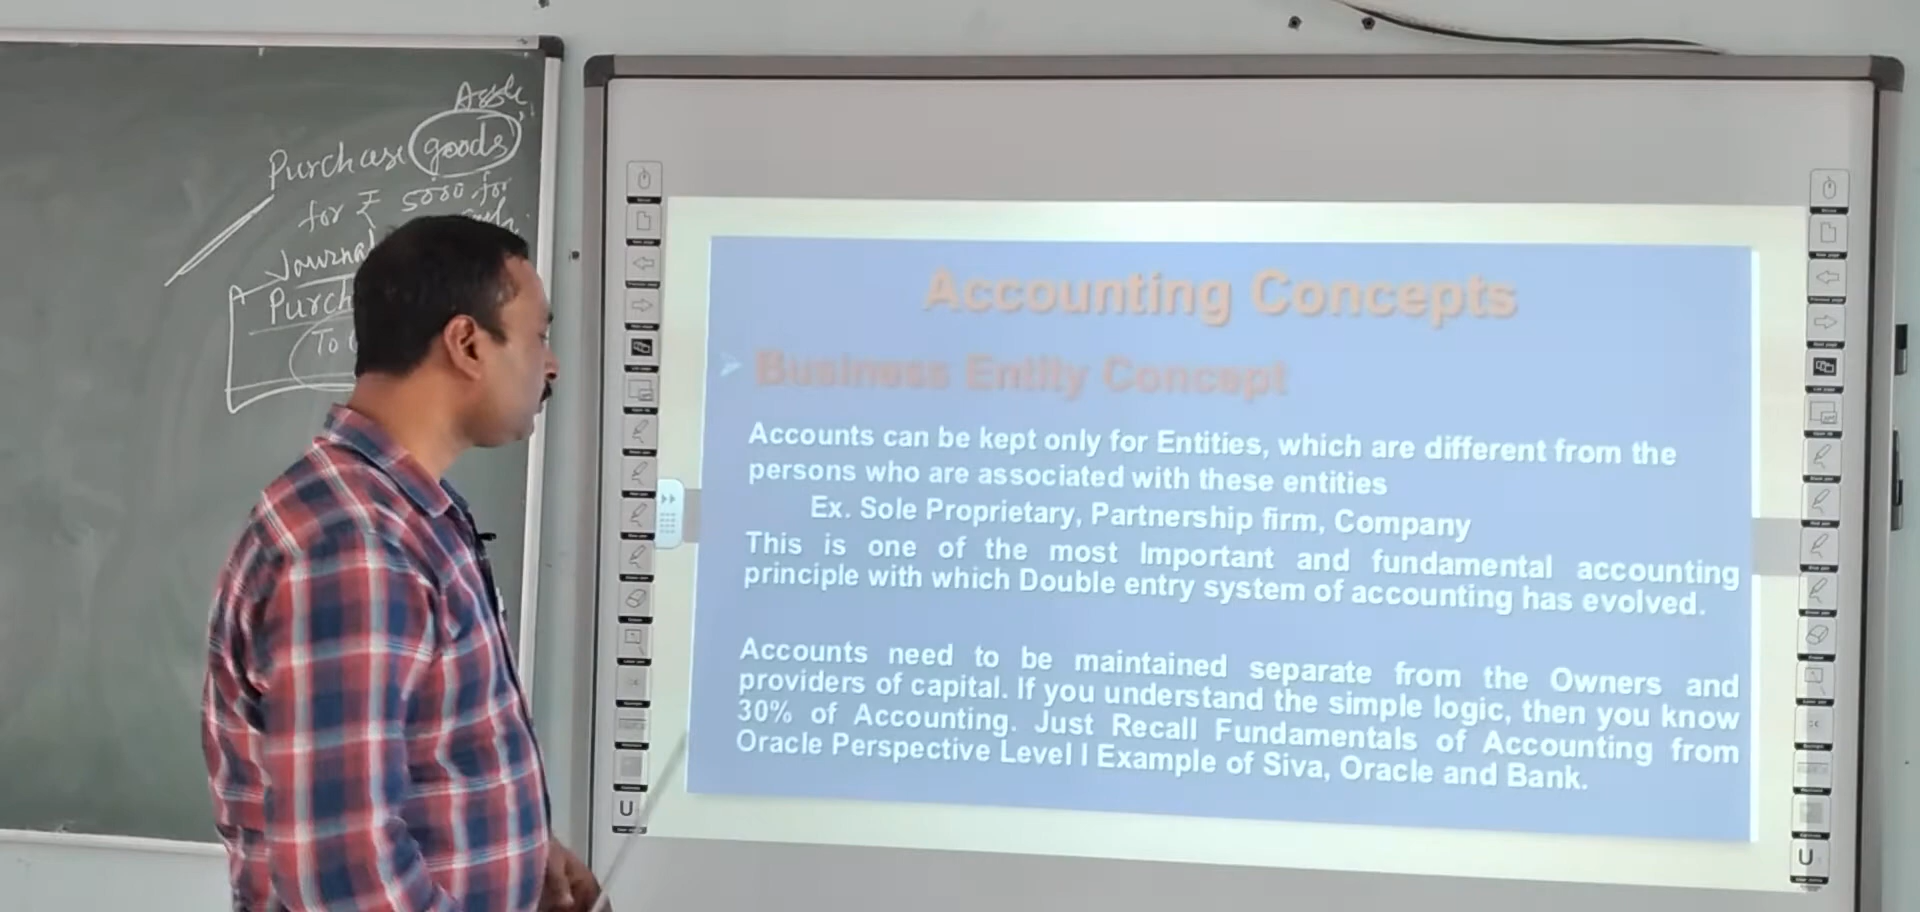 Purchase goods
for ₹ 5000 for
Journal
Purch
To
Accounting Concepts
Business Entity Concept
Accounts can be kept only for Entities, which are different from the
persons who are associated with these entities
Ex. Sole Proprietary, Partnership firm, Company
This is one of the most Important and fundamental accounting
principle with which Double entry system of accounting has evolved.
Accounts need to be maintained separate from the Owners and
providers of capital. If you understand the simple logic, then you know
30% of Accounting. Just Recall Fundamentals of Accounting from
Oracle Perspective Level I Example of Siva, Oracle and Bank.
U
U